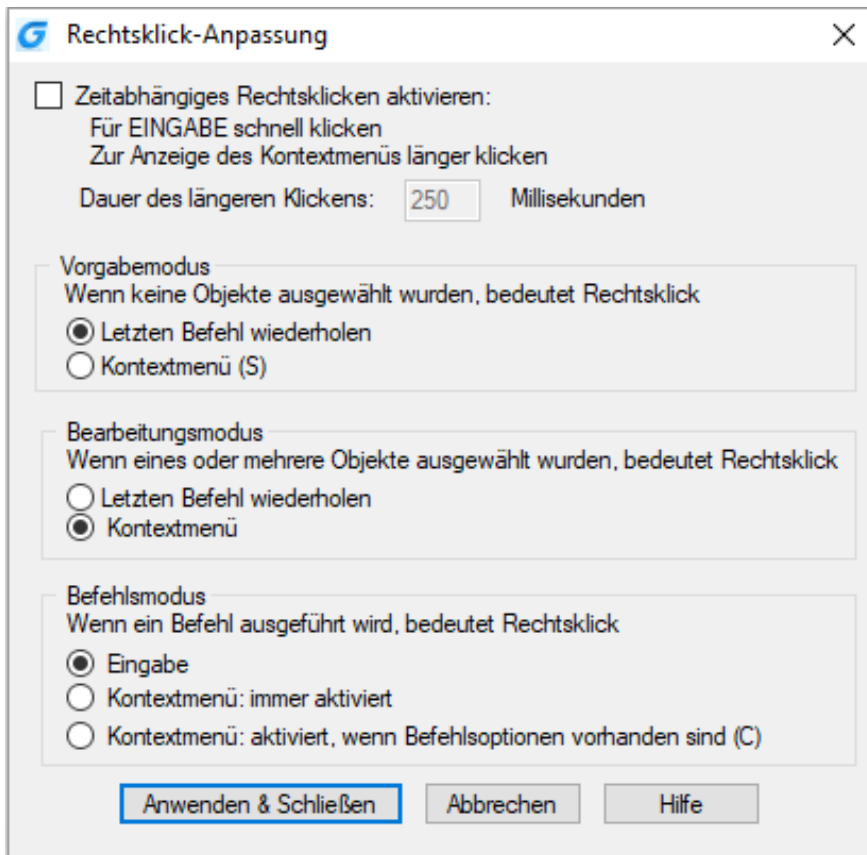 Rechtsklick-Anpassung
Zeitabhängiges Rechtsklicken aktivieren:
Für EINGABE schnell klicken
Zur Anzeige des Kontextmenüs länger klicken
Dauer des längeren Klickens: 250 Millisekunden
Vorgabemodus
Wenn keine Objekte ausgewählt wurden, bedeutet Rechtsklick
Letzten Befehl wiederholen
Kontextmenü (S)
Bearbeitungsmodus
Wenn eines oder mehrere Objekte ausgewählt wurden, bedeutet Rechtsklick
Letzten Befehl wiederholen
Kontextmenü
Befehlsmodus
Wenn ein Befehl ausgeführt wird, bedeutet Rechtsklick
Eingabe
Kontextmenü: immer aktiviert
Kontextmenü: aktiviert, wenn Befehlsoptionen vorhanden sind (C)
Anwenden & Schließen Abbrechen Hilfe